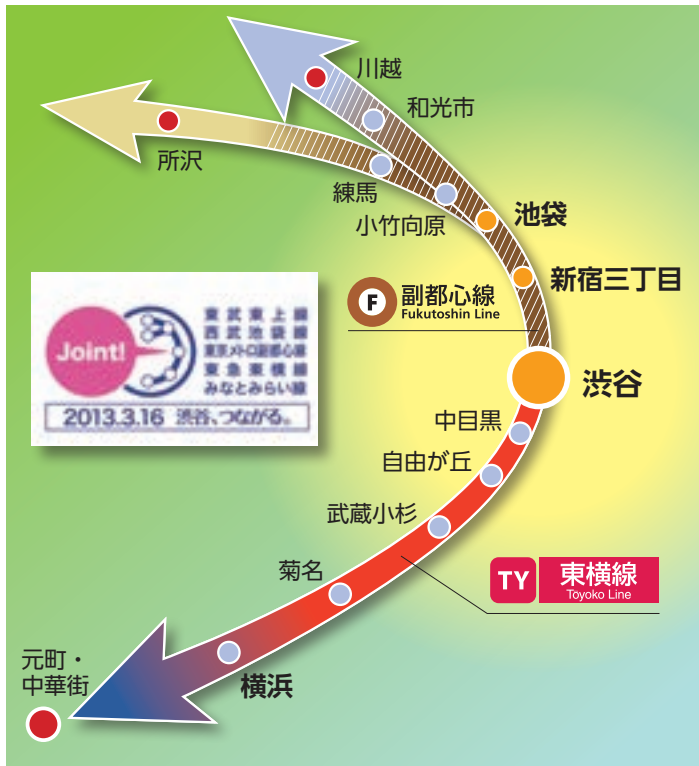 川越
和光市
所沢
練馬
小竹向原
池袋
新宿三丁目
F
副都心線
Fukutoshin Line
Joint!
東武東上線
西武池袋線
東京メトロ副都心線
東急東横線
みなとみらい線
2013.3.16 渋谷、つながる。
渋谷
中目黒
自由が丘
武蔵小杉
菊名
TY
東横線
Toyoko Line
横浜
元町・
中華街